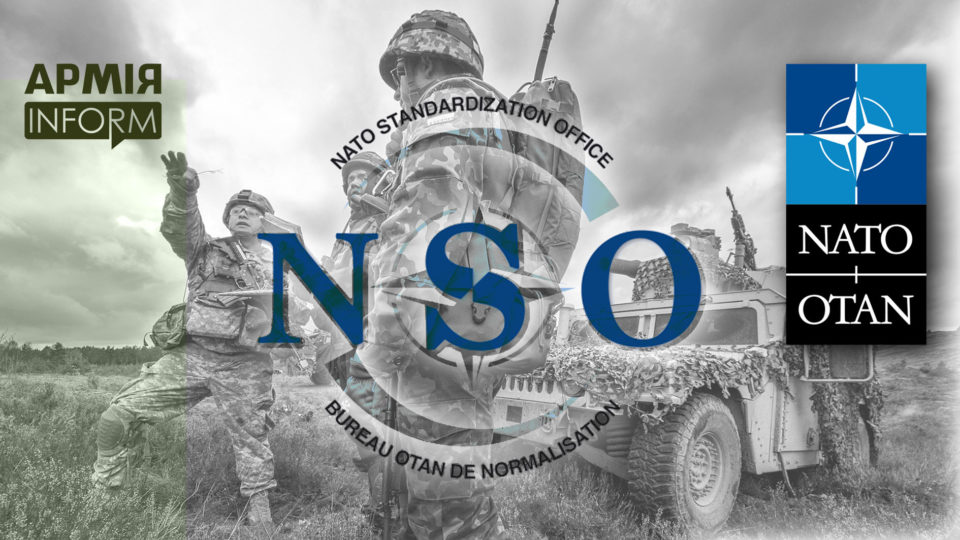 АРМІЯ
INFORM
NATO STANDARDIZATION OFFICE
NSO
BUREAU OTAN DE NORMALISATION
NATO
OTAN